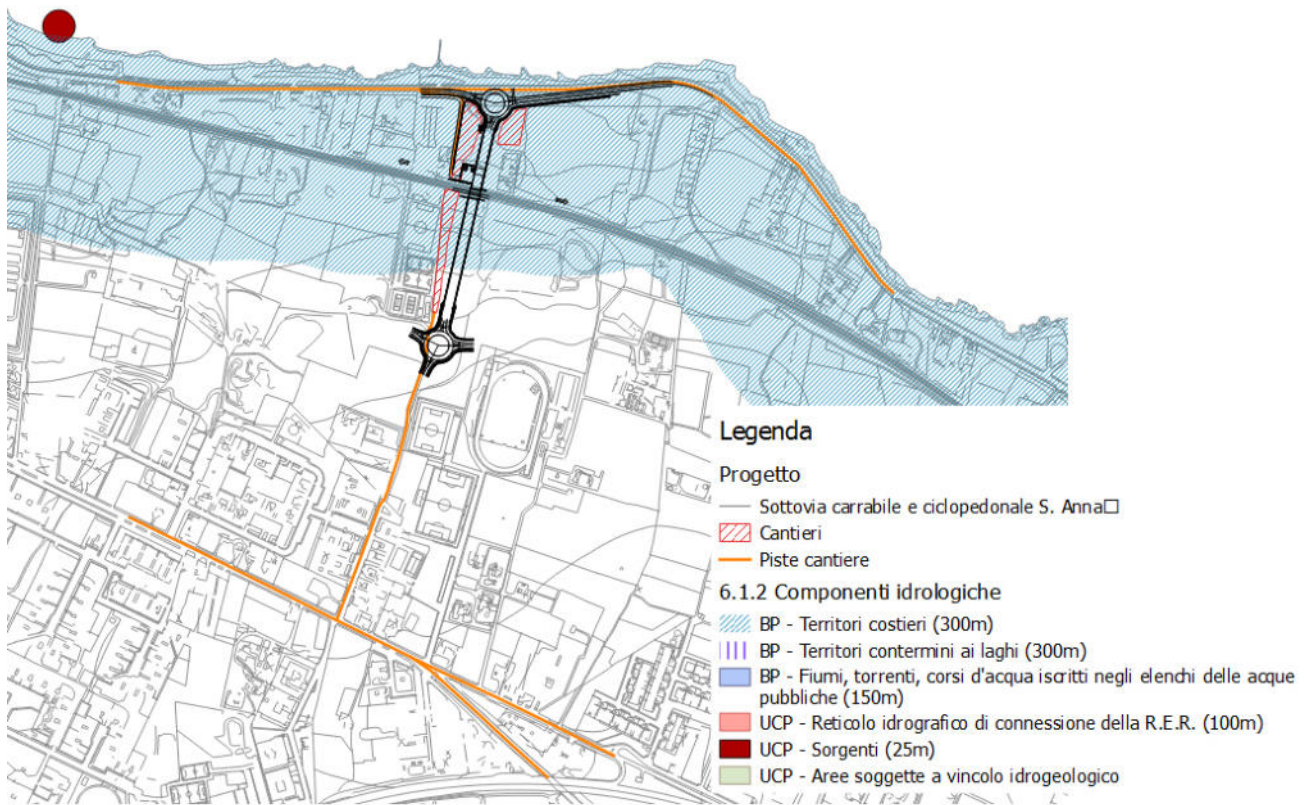 Legenda
Progetto
Sottovia carrabile e ciclopedonale S. Anna□
Cantieri
Piste cantiere
6.1.2 Componenti idrologiche
BP - Territori costieri (300m)
BP - Territori contermini ai laghi (300m)
BP - Fiumi, torrenti, corsi d'acqua iscritti negli elenchi delle acque
pubbliche (150m)
UCP - Reticolo idrografico di connessione della R.E.R. (100m)
UCP - Sorgenti (25m)
UCP - Aree soggette a vincolo idrogeologico